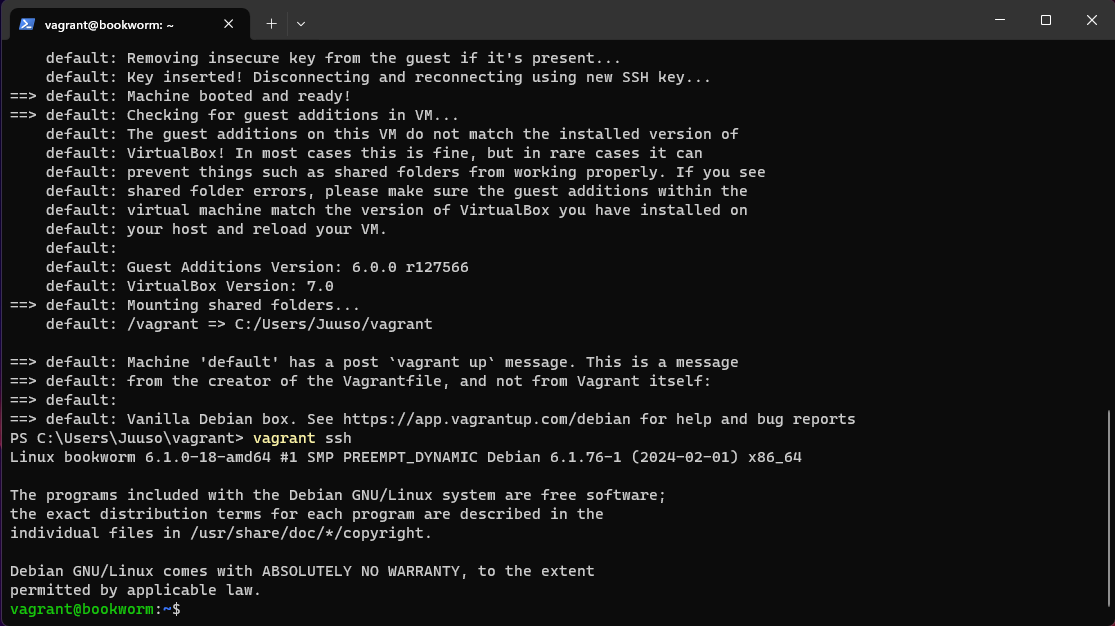 vagrant@bookworm: ~
    default: Removing insecure key from the guest if it's present...
    default: Key inserted! Disconnecting and reconnecting using new SSH key...
==> default: Machine booted and ready!
==> default: Checking for guest additions in VM...
    default: The guest additions on this VM do not match the installed version of
    default: VirtualBox! In most cases this is fine, but in rare cases it can
    default: prevent things such as shared folders from working properly. If you see
    default: shared folder errors, please make sure the guest additions within the
    default: virtual machine match the version of VirtualBox you have installed on
    default: your host and reload your VM.
    default:
    default: Guest Additions Version: 6.0.0 r127566
    default: VirtualBox Version: 7.0
==> default: Mounting shared folders...
    default: /vagrant => C:/Users/Juuso/vagrant

==> default: Machine 'default' has a post `vagrant up` message. This is a message
==> default: from the creator of the Vagrantfile, and not from Vagrant itself:
==> default:
==> default: Vanilla Debian box. See https://app.vagrantup.com/debian for help and bug reports
PS C:\Users\Juuso\vagrant> vagrant ssh
Linux bookworm 6.1.0-18-amd64 #1 SMP PREEMPT_DYNAMIC Debian 6.1.76-1 (2024-02-01) x86_64

The programs included with the Debian GNU/Linux system are free software;
the exact distribution terms for each program are described in the
individual files in /usr/share/doc/*/copyright.

Debian GNU/Linux comes with ABSOLUTELY NO WARRANTY, to the extent
permitted by applicable law.
vagrant@bookworm:~$